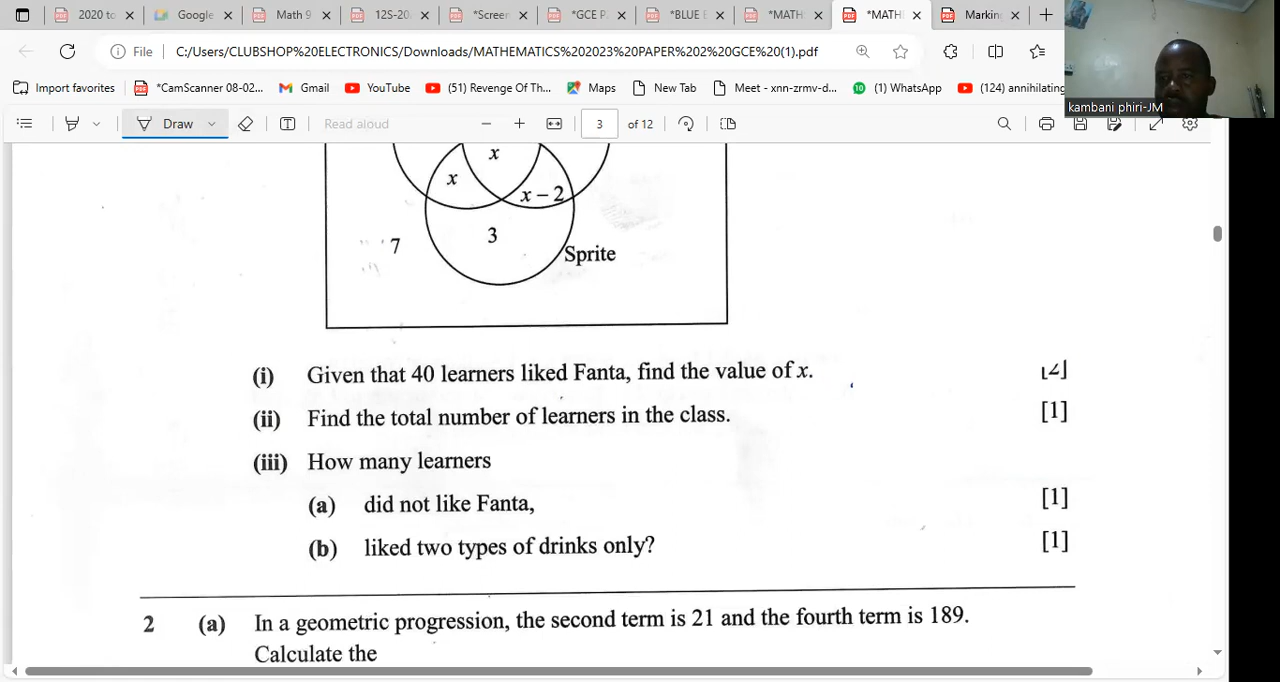 2020 to
Google
Math 9
12S-20
*Screer
*GCE P
*BLUE E
*MATH
*MATH
Markin
File
C:/Users/CLUBSHOP%20ELECTRONICS/Downloads/MATHEMATICS%202023%20PAPER%202%20GCE%20(1).pdf
Import favorites
*CamScanner 08-02...
Gmail
YouTube
(51) Revenge Of Th...
Maps
New Tab
Meet - xnn-zrmv-d...
(1) WhatsApp
(124) annihilating
kambani phiri-JM
Draw
Read aloud
3
of 12
x
x
x – 2
3
7
Sprite
(i) Given that 40 learners liked Fanta, find the value of x. [2]
(ii) Find the total number of learners in the class. [1]
(iii) How many learners
(a) did not like Fanta, [1]
(b) liked two types of drinks only? [1]
2 (a) In a geometric progression, the second term is 21 and the fourth term is 189.
Calculate the